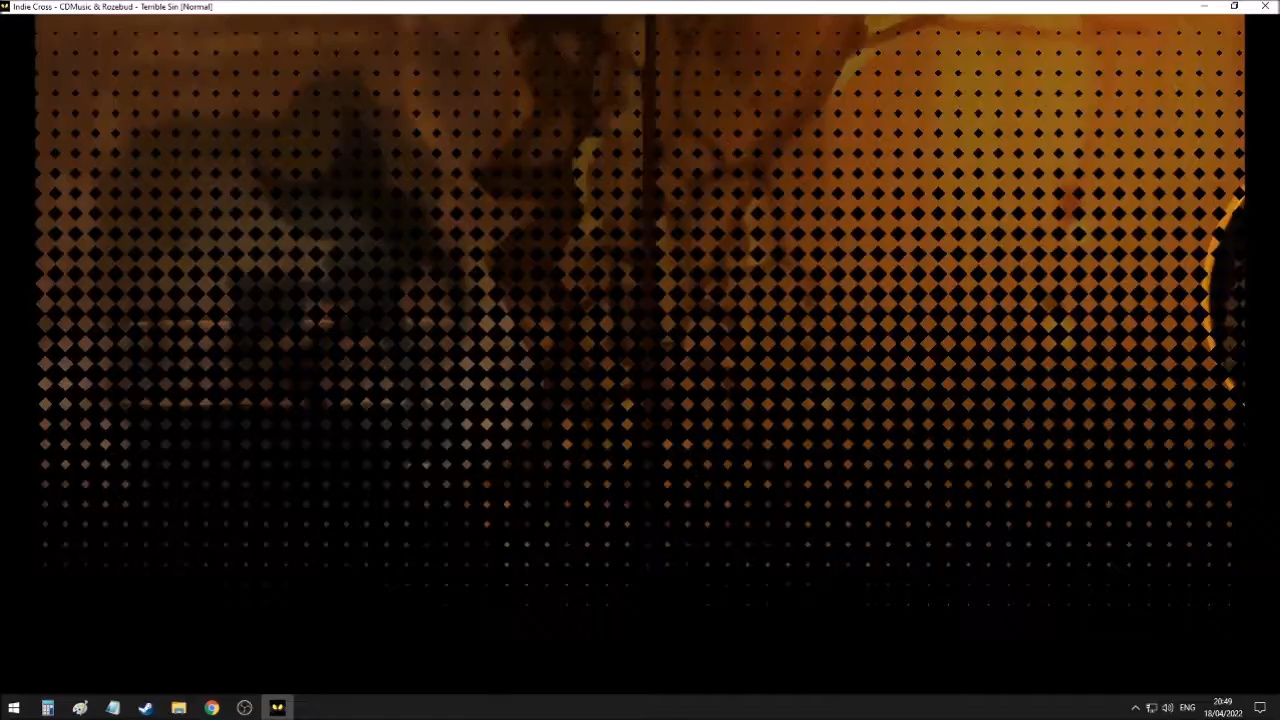 Indie Cross - CDMusic & Rozebud - Terrible Sin [Normal]
ENG
20:49
18/04/2022